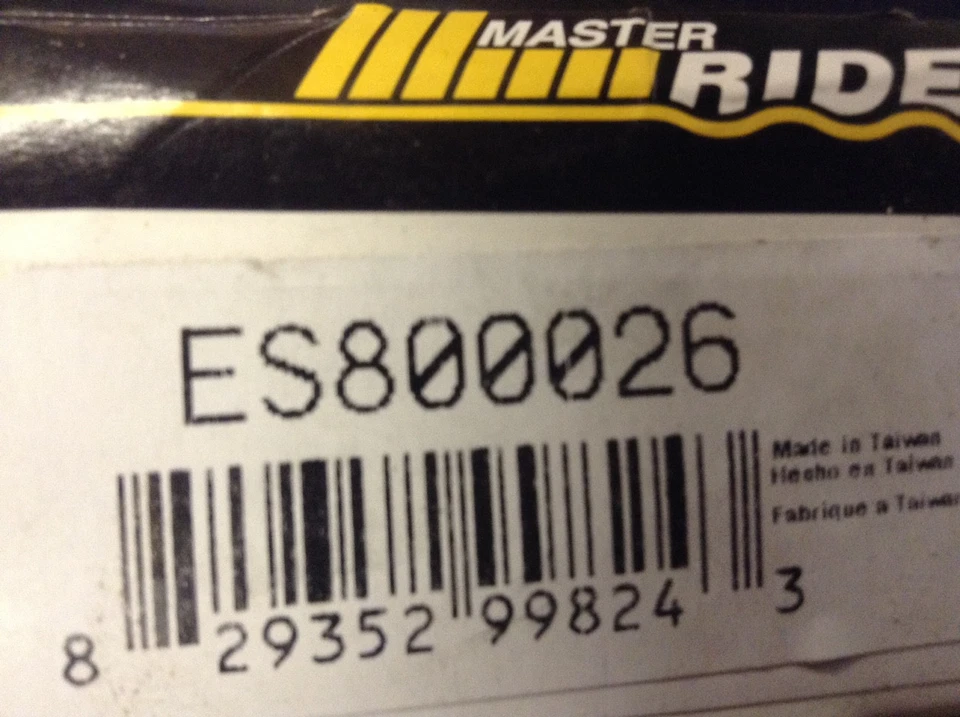 MASTER
RIDE
ES800026
Made in Taiwan
Hecho en Taiwan
Fabrique a Taiwan
8 29352 99824 3